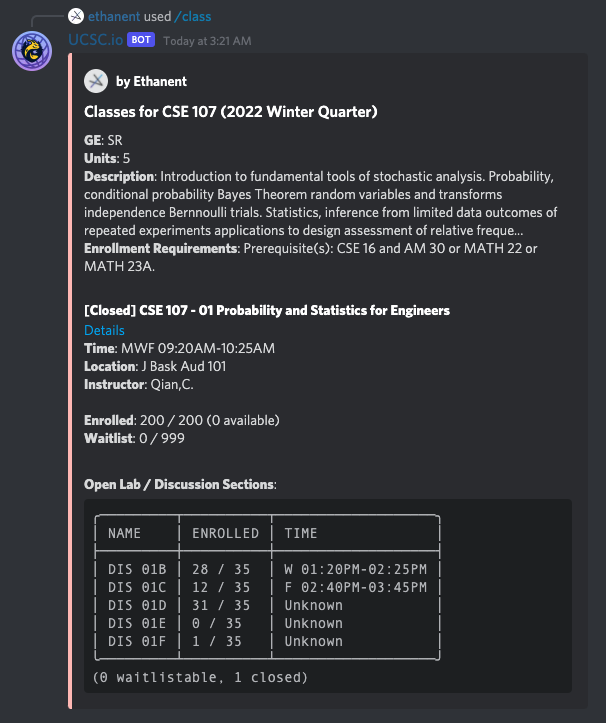 ethanent used /class
UCSC.io BOT Today at 3:21 AM
by Ethanent
Classes for CSE 107 (2022 Winter Quarter)
GE: SR
Units: 5
Description: Introduction to fundamental tools of stochastic analysis. Probability,
conditional probability Bayes Theorem random variables and transforms
independence Bernnoulli trials. Statistics, inference from limited data outcomes of
repeated experiments applications to design assessment of relative freque...
Enrollment Requirements: Prerequisite(s): CSE 16 and AM 30 or MATH 22 or
MATH 23A.
[Closed] CSE 107 - 01 Probability and Statistics for Engineers
Details
Time: MWF 09:20AM-10:25AM
Location: J Bask Aud 101
Instructor: Qian,C.
Enrolled: 200 / 200 (0 available)
Waitlist: 0 / 999
Open Lab / Discussion Sections:
NAME ENROLLED TIME
DIS 01B 28 / 35 W 01:20PM-02:25PM
DIS 01C 12 / 35 F 02:40PM-03:45PM
DIS 01D 31 / 35 Unknown
DIS 01E 0 / 35 Unknown
DIS 01F 1 / 35 Unknown
(0 waitlistable, 1 closed)